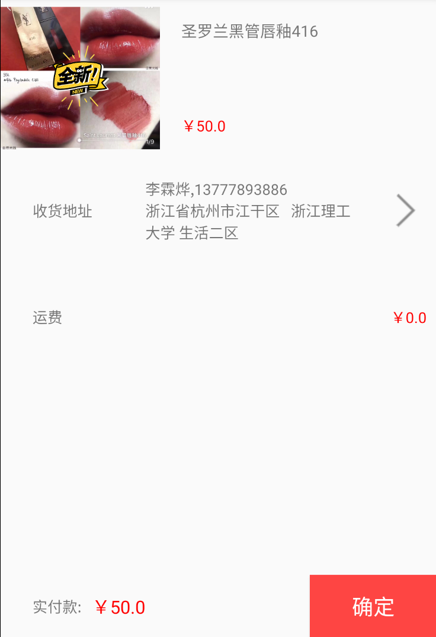 圣罗兰黑管唇釉416
全新!
NEW
￥50.0
李霖烨,13777893886
收货地址
浙江省杭州市江干区 浙江理工
大学 生活二区
运费
￥0.0
实付款:
￥50.0
确定